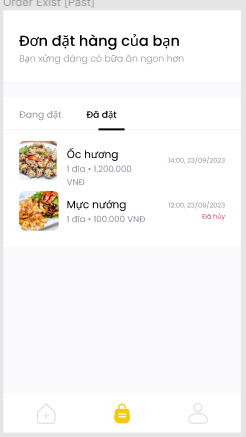 Order Exist [Past]
Đơn đặt hàng của bạn
Bạn xứng đáng có bữa ăn ngon hơn
Đang đặt
Đã đặt
Ốc hương
14:00, 23/09/2023
1 đĩa • 1.200.000
VNĐ
Mực nướng
12:00, 23/09/2023
1 đĩa • 100.000 VNĐ
Đã hủy